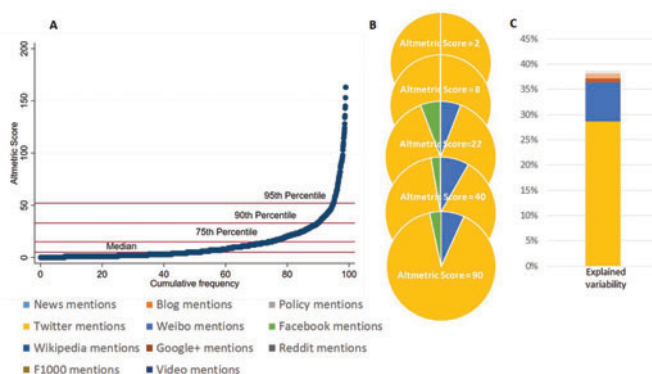 A
B
C
200
150
100
50
0
Altmetric Score
95th Percentile
90th Percentile
75th Percentile
Median
0 20 40 60 80 100
Cumulative frequency
Altmetric Score=2
Altmetric Score=8
Altmetric Score=22
Altmetric Score=40
Altmetric Score=90
45%
40%
35%
30%
25%
20%
15%
10%
5%
0%
Explained
variability
News mentions Blog mentions Policy mentions
Twitter mentions Weibo mentions Facebook mentions
Wikipedia mentions Google+ mentions Reddit mentions
F1000 mentions Video mentions